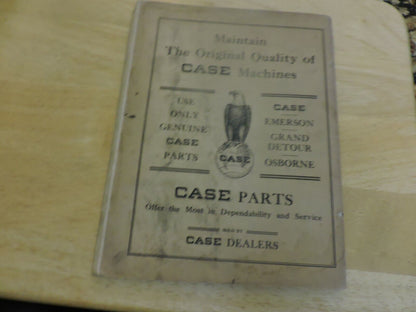 Maintain
The Original Quality of
CASE Machines
USE
ONLY
GENUINE
CASE
PARTS
CASE
CASE
EMERSON
GRAND
DETOUR
OSBORNE
CASE PARTS
Offer the Most in Dependability and Service
SOLD BY
CASE DEALERS